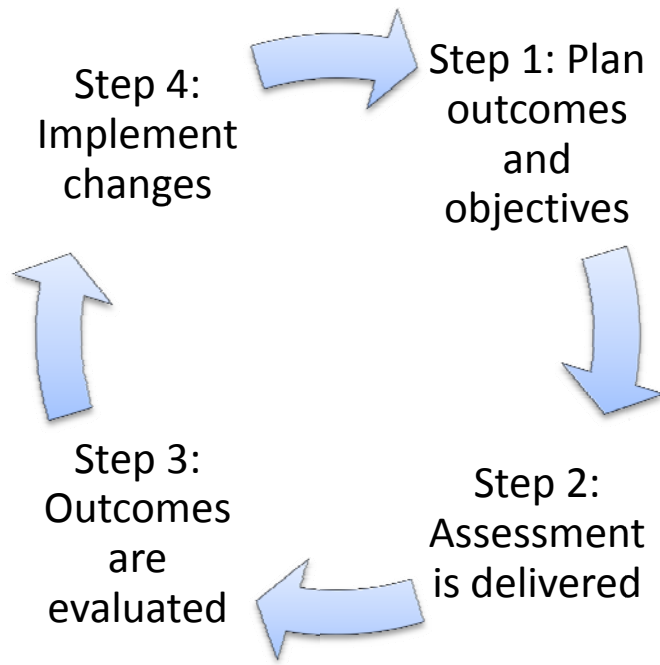 Step 1: Plan
outcomes
and
objectives
Step 2:
Assessment
is delivered
Step 3:
Outcomes
are
evaluated
Step 4:
Implement
changes